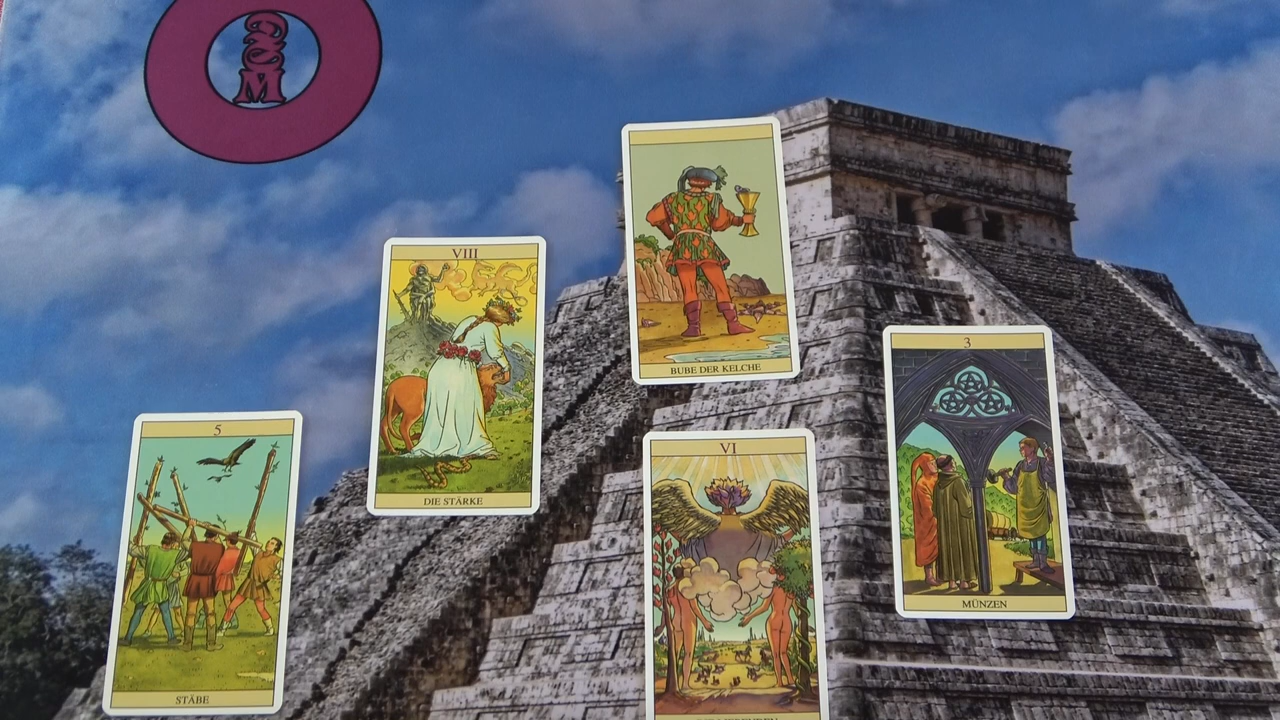 VIII
DIE STÄRKE
BUBE DER KELCHE
3
MÜNZEN
5
STÄBE
VI